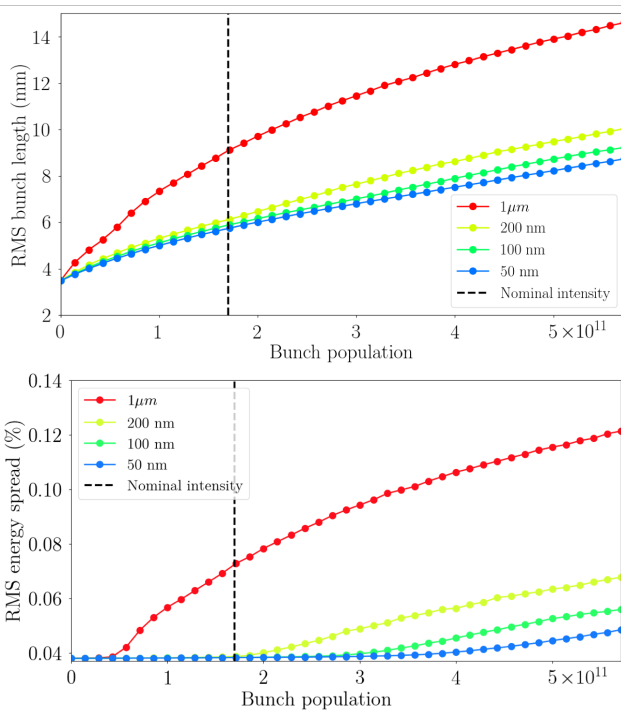 14
12
10
8
6
4
2
RMS bunch length (mm)
1μm
200 nm
100 nm
50 nm
Nominal intensity
0 1 2 3 4 5×10¹¹
Bunch population
0.14
0.12
0.10
0.08
0.06
0.04
RMS energy spread (%)
1μm
200 nm
100 nm
50 nm
Nominal intensity
0 1 2 3 4 5×10¹¹
Bunch population